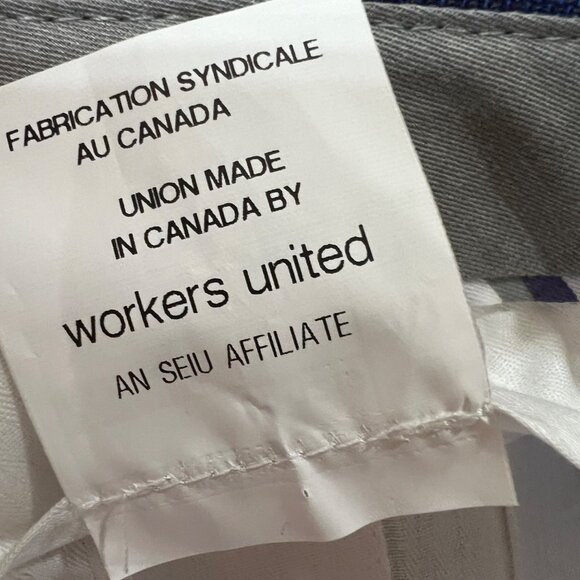 FABRICATION SYNDICALE
AU CANADA
UNION MADE
IN CANADA BY
workers united
AN SEIU AFFILIATE